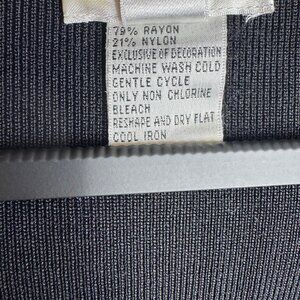 79% RAYON
21% NYLON
EXCLUSIVE OF DECORATION
MACHINE WASH COLD
GENTLE CYCLE
ONLY NON CHLORINE
BLEACH
RESHAPE AND DRY FLAT
COOL IRON